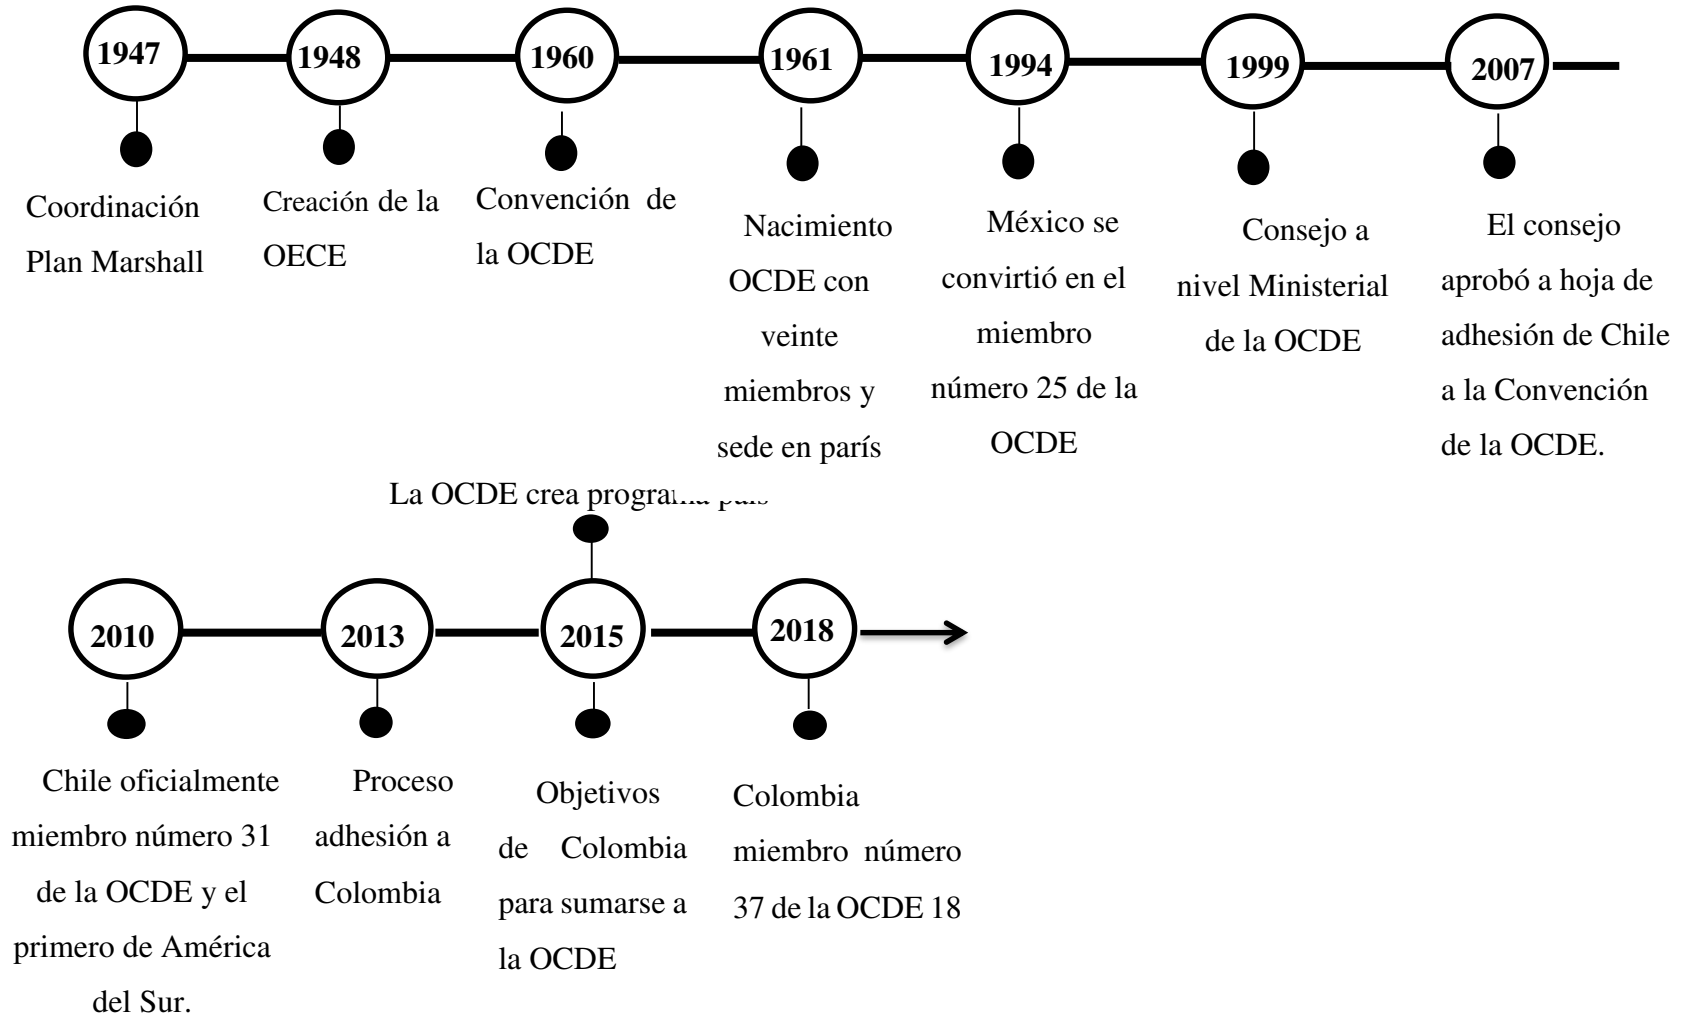 1947
1948
1960
1961
1994
1999
2007
Coordinación
Plan Marshall
Creación de la
OECE
Convención de
la OCDE
Nacimiento
OCDE con
veinte
miembros y
sede en parís
México se
convirtió en el
miembro
número 25 de la
OCDE
Consejo a
nivel Ministerial
de la OCDE
El consejo
aprobó a hoja de
adhesión de Chile
a la Convención
de la OCDE.
La OCDE crea programa país
2010
2013
2015
2018
Chile oficialmente
miembro número 31
de la OCDE y el
primero de América
del Sur.
Proceso
adhesión a
Colombia
Objetivos
de Colombia
para sumarse a
la OCDE
Colombia
miembro número
37 de la OCDE 18